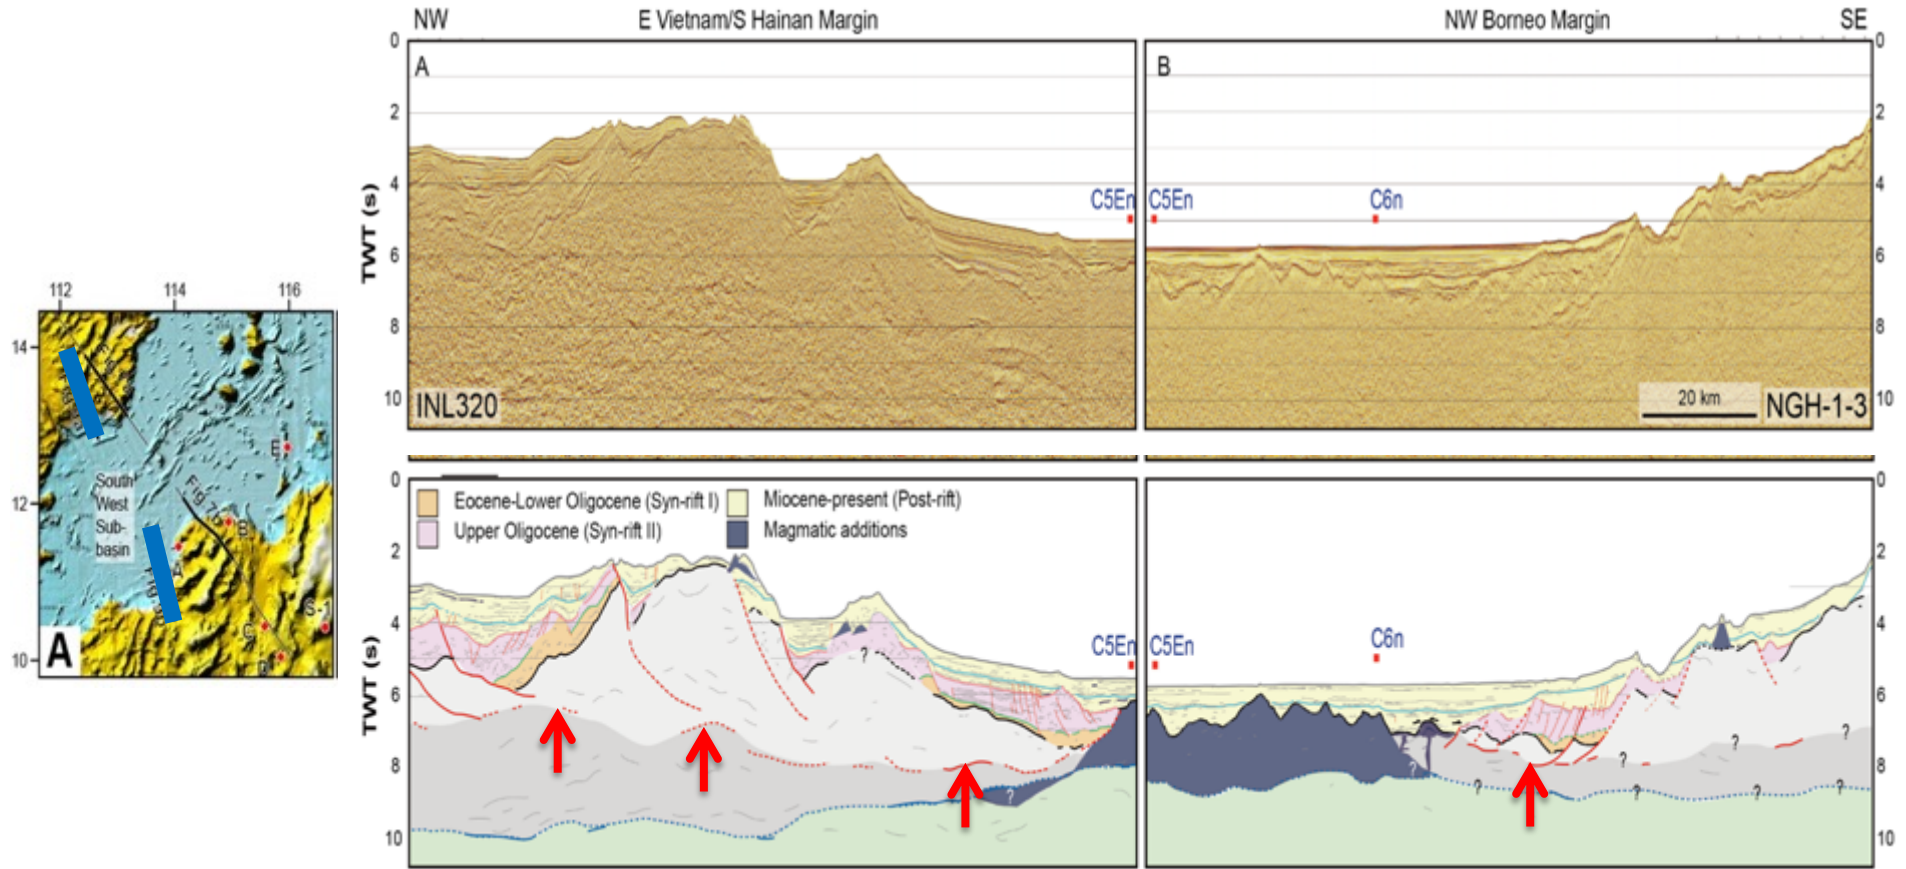 NW
E Vietnam/S Hainan Margin
NW Borneo Margin
SE
0
2
4
6
8
10
TWT (s)
A
C5En
INL320
B
C5En
C6n
20 km
NGH-1-3
0
2
4
6
8
10
112
114
116
14
12
10
South
West
Sub-
basin
E
B
A
C
S-1
A
0
2
4
6
8
10
TWT (s)
Eocene-Lower Oligocene (Syn-rift I)
Upper Oligocene (Syn-rift II)
Miocene-present (Post-rift)
Magmatic additions
?
?
C5En
C5En
C6n
?
?
?
?
?
?
?
?
?
0
2
4
6
8
10